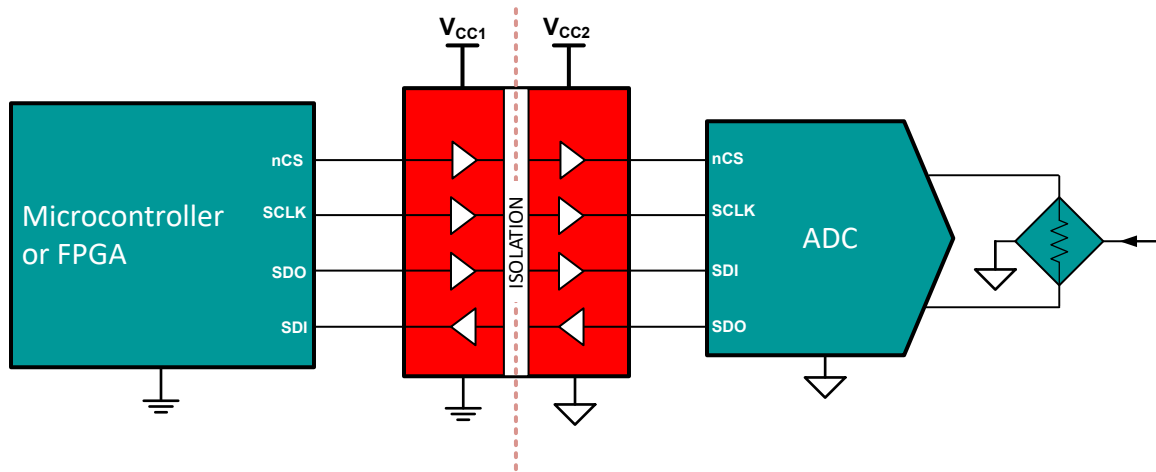 VCC1
VCC2
Microcontroller
or FPGA
nCS
SCLK
SDO
SDI
ISOLATION
nCS
SCLK
SDI
SDO
ADC